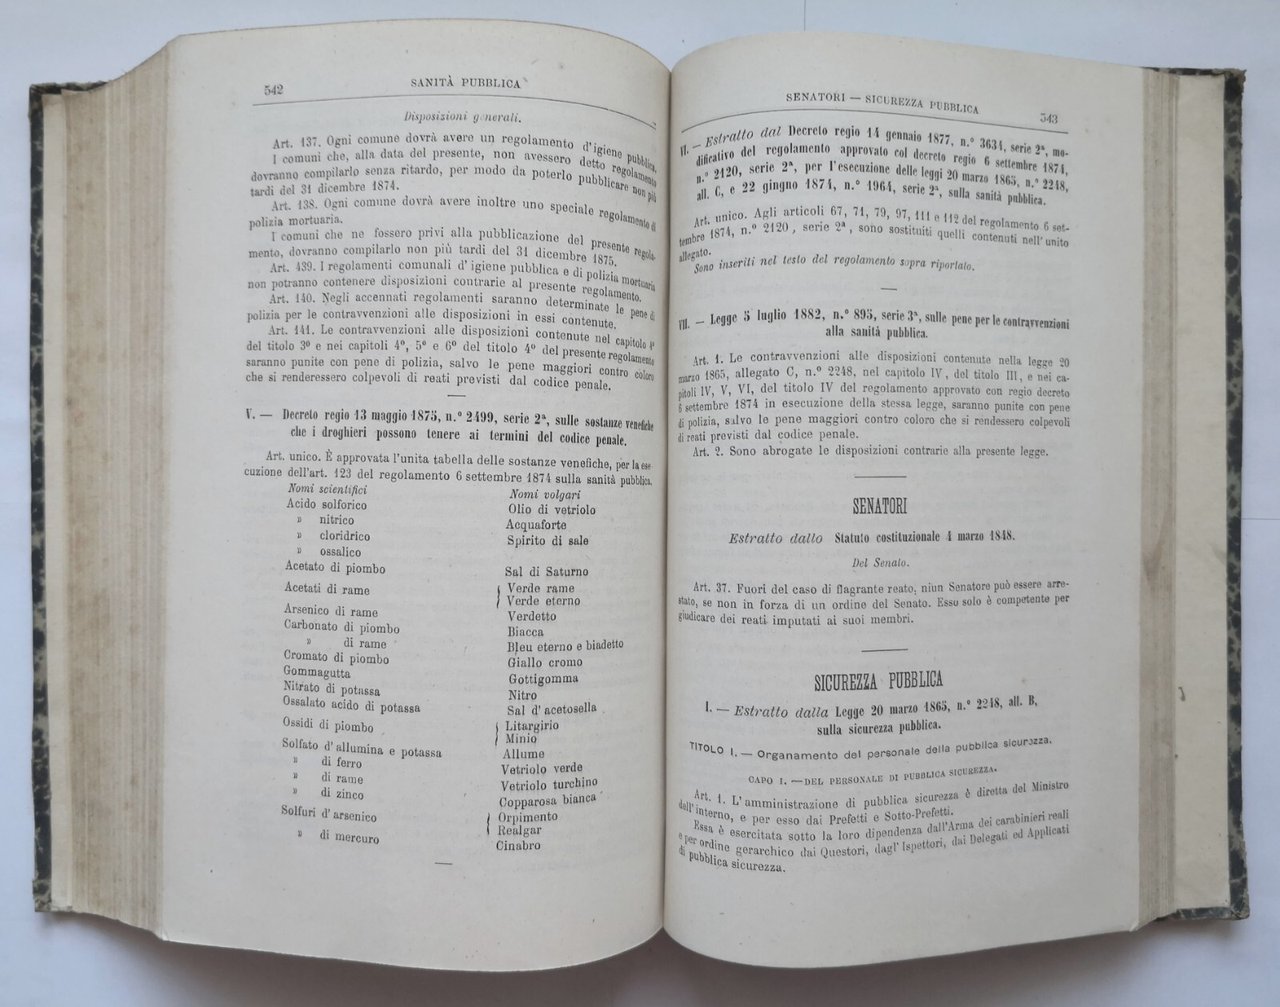 542
SANITÀ PUBBLICA
Disposizioni generali.
Art. 137. Ogni comune dovrà avere un regolamento d'igiene pubblica.
I comuni che, alla data del presente, non avessero detto regolamento
dovranno compilarlo senza ritardo, per modo da poterlo pubblicare non più
tardi del 31 dicembre 1874.
Art. 138. Ogni comune dovrà avere inoltre uno speciale regolamento di
polizia mortuaria.
I comuni che ne fossero privi alla pubblicazione del presente regola-
mento, dovranno compilarlo non più tardi del 31 dicembre 1875.
Art. 439. I regolamenti comunali d'igiene pubblica e di polizia mortuaria
non potranno contenere disposizioni contrarie al presente regolamento.
Art. 140. Negli accennati regolamenti saranno determinate le pene di
polizia per le contravvenzioni alle disposizioni in essi contenute.
Art. 141. Le contravvenzioni alle disposizioni contenute nel capitolo 4º
del titolo 3º e nei capitoli 4º, 5º e 6º del titolo 4º del presente regolamento
saranno punite con pene di polizia, salvo le pene maggiori contro coloro
che si renderessero colpevoli di reati previsti dal codice penale.
V. — Decreto regio 13 maggio 1875, n.º 2499, serie 2ª, sulle sostanze venefiche
che i droghieri possono tenere ai termini del codice penale.
Art. unico. È approvata l'unita tabella delle sostanze venefiche, per la ese-
cuzione dell'art. 123 del regolamento 6 settembre 1874 sulla sanità pubblica.
Nomi scientifici Nomi volgari
Acido solforico Olio di vetriolo
» nitrico Acquaforte
» cloridrico Spirito di sale
» ossalico
Acetato di piombo Sal di Saturno
Acetati di rame { Verde rame
Verde eterno
Arsenico di rame Verdetto
Carbonato di piombo Biacca
» di rame Bleu eterno e biadetto
Cromato di piombo Giallo cromo
Gommagutta Gottigomma
Nitrato di potassa Nitro
Ossalato acido di potassa Sal d'acetosella
Ossidi di piombo { Litargirio
Minio
Solfato d'allumina e potassa Allume
» di ferro Vetriolo verde
» di rame Vetriolo turchino
» di zinco Copparosa bianca
Solfuri d'arsenico { Orpimento
Realgar
» di mercuro Cinabro
SENATORI — SICUREZZA PUBBLICA
543
VI. — Estratto dal Decreto regio 14 gennaio 1877, n.º 3634, serie 2ª, mo-
dificativo del regolamento approvato col decreto regio 6 settembre 1874,
n.º 2120, serie 2ª, per l'esecuzione delle leggi 20 marzo 1865, n.º 2248,
all. C, e 22 giugno 1874, n.º 1964, serie 2ª, sulla sanità pubblica.
Art. unico. Agli articoli 67, 71, 79, 97, 111 e 112 del regolamento 6 set-
tembre 1874, n.º 2120, serie 2ª, sono sostituiti quelli contenuti nell'unito
allegato.
Sono inseriti nel testo del regolamento sopra riportato.
VII. — Legge 5 luglio 1882, n.º 895, serie 3ª, sulle pene per le contravvenzioni
alla sanità pubblica.
Art. 1. Le contravvenzioni alle disposizioni contenute nella legge 20
marzo 1865, allegato C, n.º 2248, nel capitolo IV, del titolo III, e nei ca-
pitoli IV, V, VI, del titolo IV del regolamento approvato con regio decreto
6 settembre 1874 in esecuzione della stessa legge, saranno punite con pene
di polizia, salvo le pene maggiori contro coloro che si rendessero colpevoli
di reati previsti dal codice penale.
Art. 2. Sono abrogate le disposizioni contrarie alla presente legge.
SENATORI
Estratto dallo Statuto costituzionale 4 marzo 1848.
Del Senato.
Art. 37. Fuori del caso di flagrante reato, niun Senatore può essere arre-
stato, se non in forza di un ordine del Senato. Esso solo è competente per
giudicare dei reati imputati ai suoi membri.
SICUREZZA PUBBLICA
I. — Estratto dalla Legge 20 marzo 1865, n.º 2248, all. B,
sulla sicurezza pubblica.
TITOLO I. — Organamento del personale della pubblica sicurezza.
CAPO I. — DEL PERSONALE DI PUBBLICA SICUREZZA.
Art. 1. L'amministrazione di pubblica sicurezza è diretta del Ministro
dell'interno, e per esso dai Prefetti e Sotto-Prefetti.
Essa è esercitata sotto la loro dipendenza dall'Arma dei carabinieri reali
e per ordine gerarchico dai Questori, dagl'Ispettori, dai Delegati ed Applicati
di pubblica sicurezza.